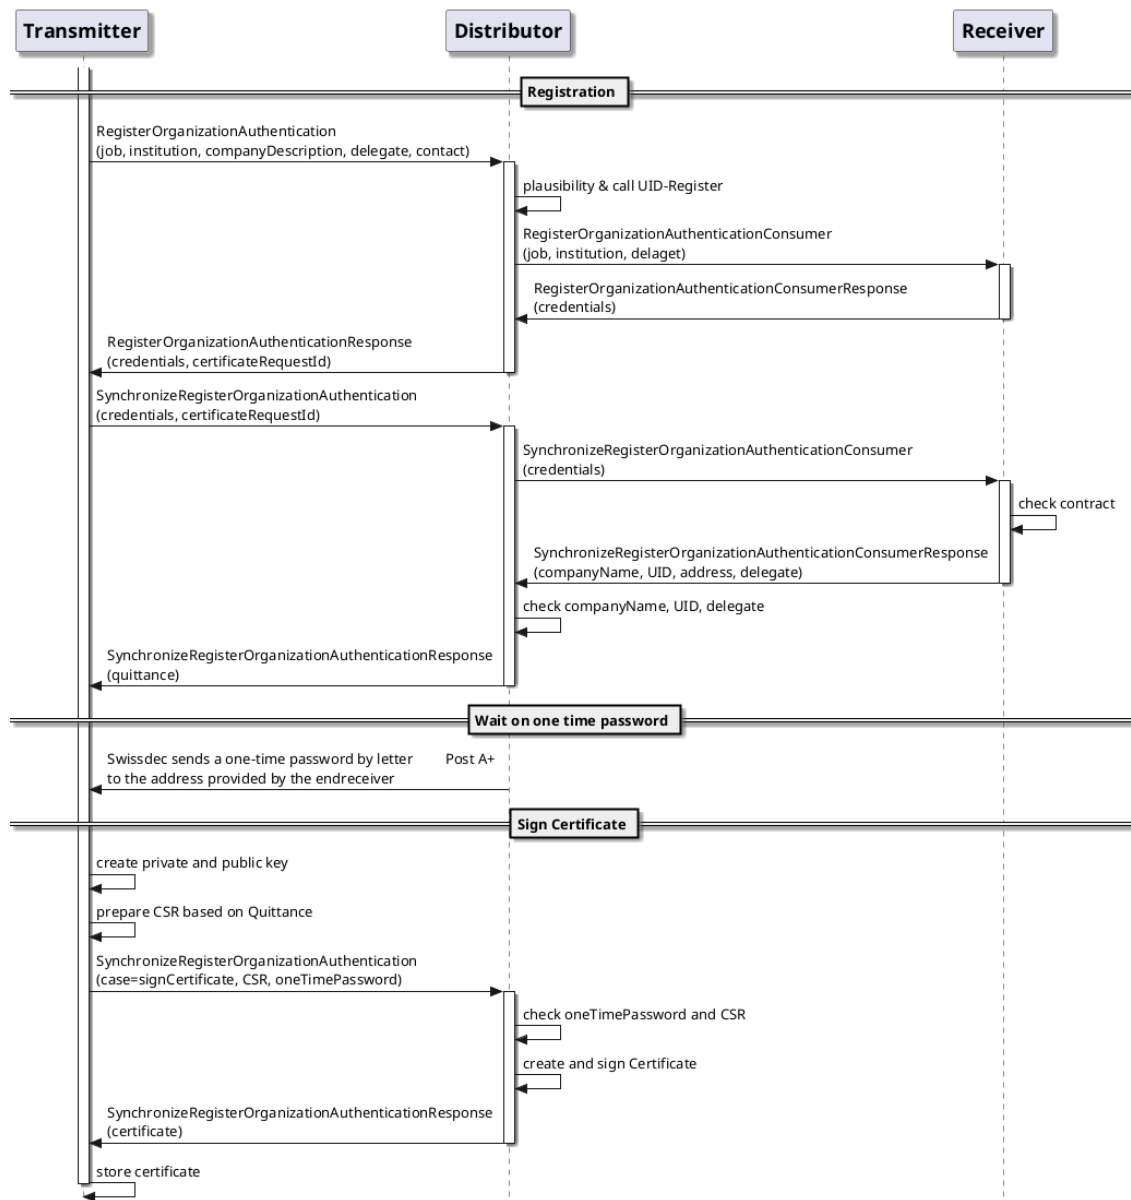 Transmitter
Distributor
Receiver
Registration
RegisterOrganizationAuthentication
(job, institution, companyDescription, delegate, contact)
plausibility & call UID-Register
RegisterOrganizationAuthenticationConsumer
(job, institution, delaget)
RegisterOrganizationAuthenticationConsumerResponse
(credentials)
RegisterOrganizationAuthenticationResponse
(credentials, certificateRequestId)
SynchronizeRegisterOrganizationAuthentication
(credentials, certificateRequestId)
SynchronizeRegisterOrganizationAuthenticationConsumer
(credentials)
check contract
SynchronizeRegisterOrganizationAuthenticationConsumerResponse
(companyName, UID, address, delegate)
check companyName, UID, delegate
SynchronizeRegisterOrganizationAuthenticationResponse
(quittance)
Wait on one time password
Swissdec sends a one-time password by letter Post A+
to the address provided by the endreceiver
Sign Certificate
create private and public key
prepare CSR based on Quittance
SynchronizeRegisterOrganizationAuthentication
(case=signCertificate, CSR, oneTimePassword)
check oneTimePassword and CSR
create and sign Certificate
SynchronizeRegisterOrganizationAuthenticationResponse
(certificate)
store certificate